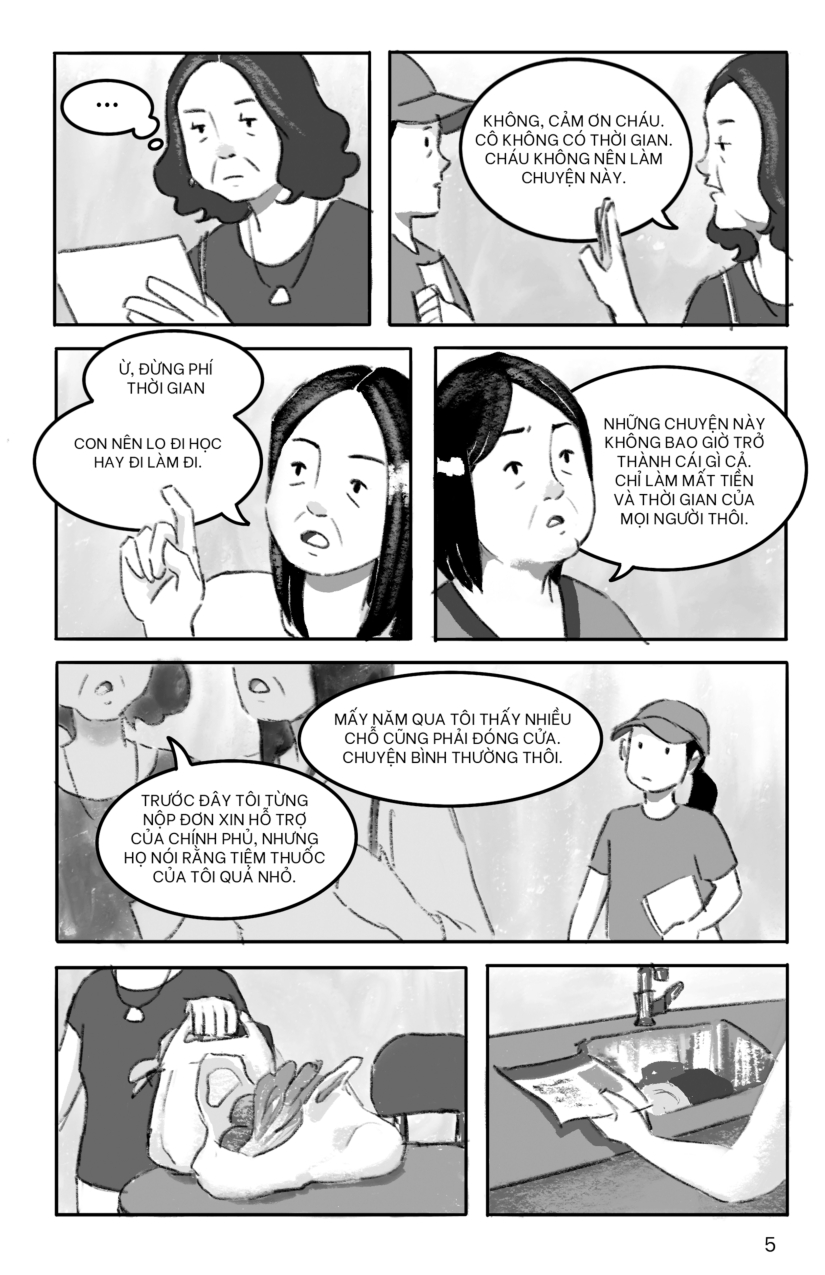 ...
KHÔNG, CẢM ƠN CHÁU.
CÔ KHÔNG CÓ THỜI GIAN.
CHÁU KHÔNG NÊN LÀM
CHUYỆN NÀY.
Ừ, ĐỪNG PHÍ
THỜI GIAN
CON NÊN LO ĐI HỌC
HAY ĐI LÀM ĐI.
NHỮNG CHUYỆN NÀY
KHÔNG BAO GIỜ TRỞ
THÀNH CÁI GÌ CẢ.
CHỈ LÀM MẤT TIỀN
VÀ THỜI GIAN CỦA
MỌI NGƯỜI THÔI.
MẤY NĂM QUA TÔI THẤY NHIỀU
CHỖ CŨNG PHẢI ĐÓNG CỬA.
CHUYỆN BÌNH THƯỜNG THÔI.
TRƯỚC ĐÂY TÔI TỪNG
NỘP ĐƠN XIN HỖ TRỢ
CỦA CHÍNH PHỦ, NHƯNG
HỌ NÓI RẰNG TIỆM THUỐC
CỦA TÔI QUÁ NHỎ.
5